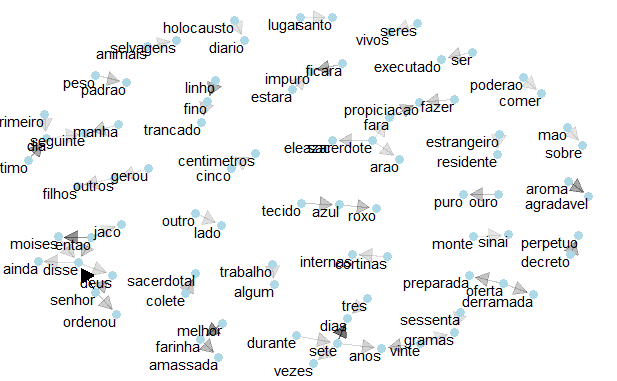 holocausto
diario
lugar
santo
seres
vivos
animais
selvagens
ficara
impuro
estara
executado
ser
peso
padrao
linho
fino
trancado
poderao
comer
propiciacao
fazer
fara
rimeiro
seguinte
manha
dia
timo
eleazar
sacerdote
arao
estrangeiro
residente
mao
sobre
centimetros
cinco
gerou
outros
filhos
tecido
azul
roxo
puro
ouro
aroma
agradavel
outro
lado
jaco
moises
entao
ainda
disse
deus
senhor
ordenou
monte
sinai
perpetuo
decreto
internas
cortinas
trabalho
algum
sacerdotal
colete
preparada
oferta
derramada
tres
dias
sessenta
gramas
vinte
anos
sete
durante
vezes
melhor
farinha
amassada